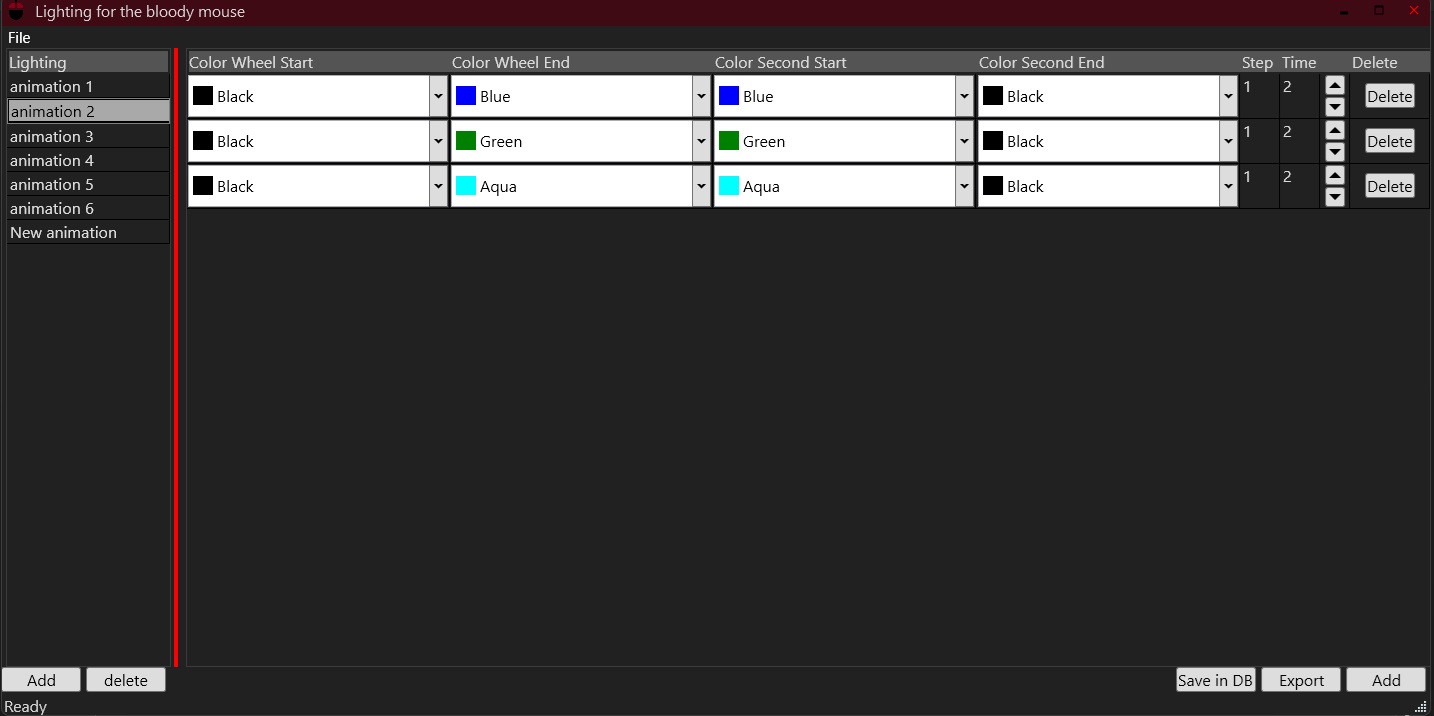 Lighting for the bloody mouse
File
Lighting
animation 1
animation 2
animation 3
animation 4
animation 5
animation 6
New animation
Color Wheel Start Color Wheel End Color Second Start Color Second End Step Time Delete
Black Blue Blue Black 1 2 Delete
Black Green Green Black 1 2 Delete
Black Aqua Aqua Black 1 2 Delete
Add delete Save in DB Export Add
Ready